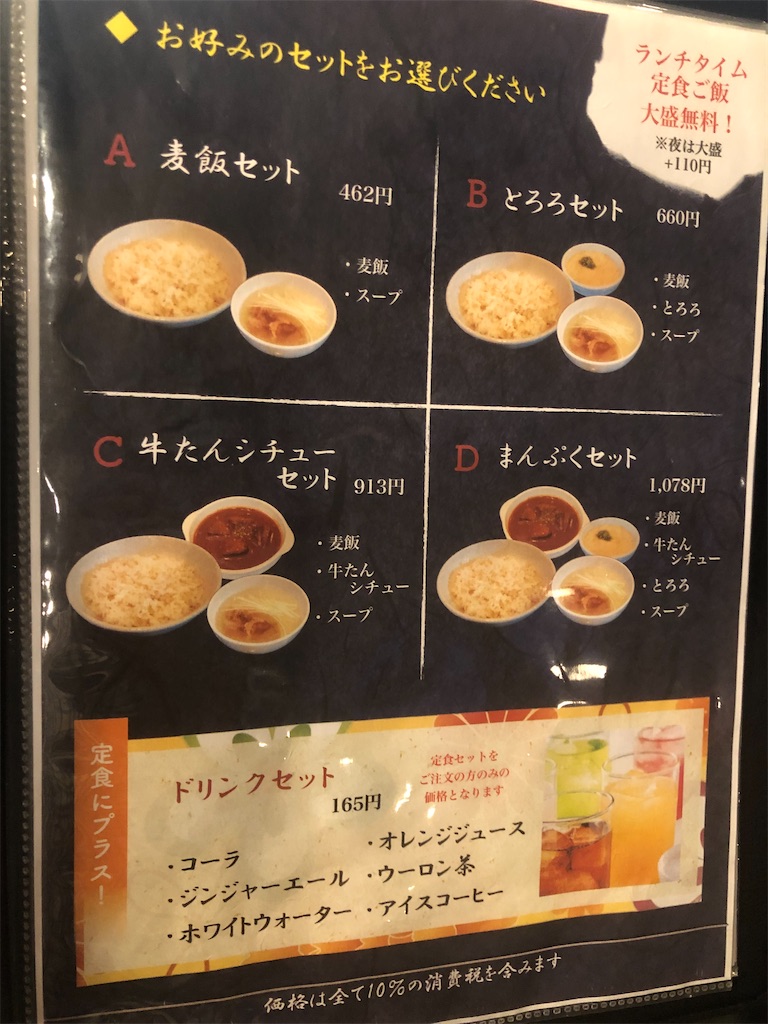 ◆ お好みのセットをお選びください
ランチタイム
定食ご飯
大盛無料！
※夜は大盛
+110円
A 麦飯セット
462円
・麦飯
・スープ
B とろろセット
660円
・麦飯
・とろろ
・スープ
C 牛たんシチュー
セット 913円
・麦飯
・牛たん
シチュー
・スープ
D まんぷくセット
1,078円
・麦飯
・牛たん
シチュー
・とろろ
・スープ
定食にプラス！
ドリンクセット
165円
定食セットを
ご注文の方のみの
価格となります
・コーラ
・ジンジャーエール
・ホワイトウォーター
・オレンジジュース
・ウーロン茶
・アイスコーヒー
価格は全て10%の消費税を含みます